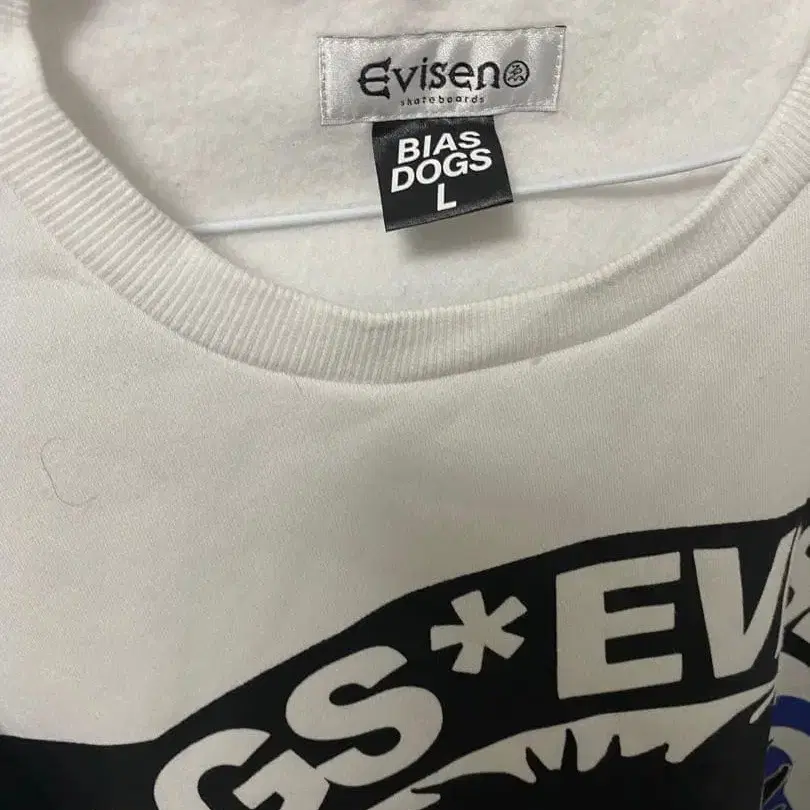 Evisen
skateboards
BIAS
DOGS
L
GS*EV